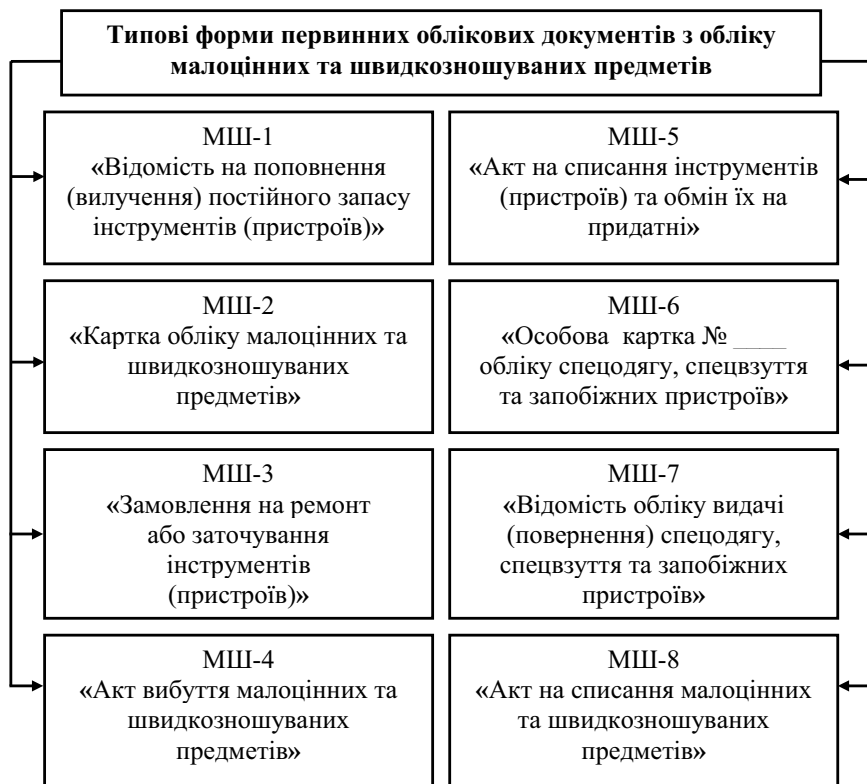 Типові форми первинних облікових документів з обліку
малоцінних та швидкозношуваних предметів
МШ-1
«Відомість на поповнення
(вилучення) постійного запасу
інструментів (пристроїв)»
МШ-5
«Акт на списання інструментів
(пристроїв) та обмін їх на
придатні»
МШ-2
«Картка обліку малоцінних та
швидкозношуваних
предметів»
МШ-6
«Особова картка № ____
обліку спецодягу, спецвзуття
та запобіжних пристроїв»
МШ-3
«Замовлення на ремонт
або заточування
інструментів
(пристроїв)»
МШ-7
«Відомість обліку видачі
(повернення) спецодягу,
спецвзуття та запобіжних
пристроїв»
МШ-4
«Акт вибуття малоцінних та
швидкозношуваних
предметів»
МШ-8
«Акт на списання малоцінних
та швидкозношуваних
предметів»